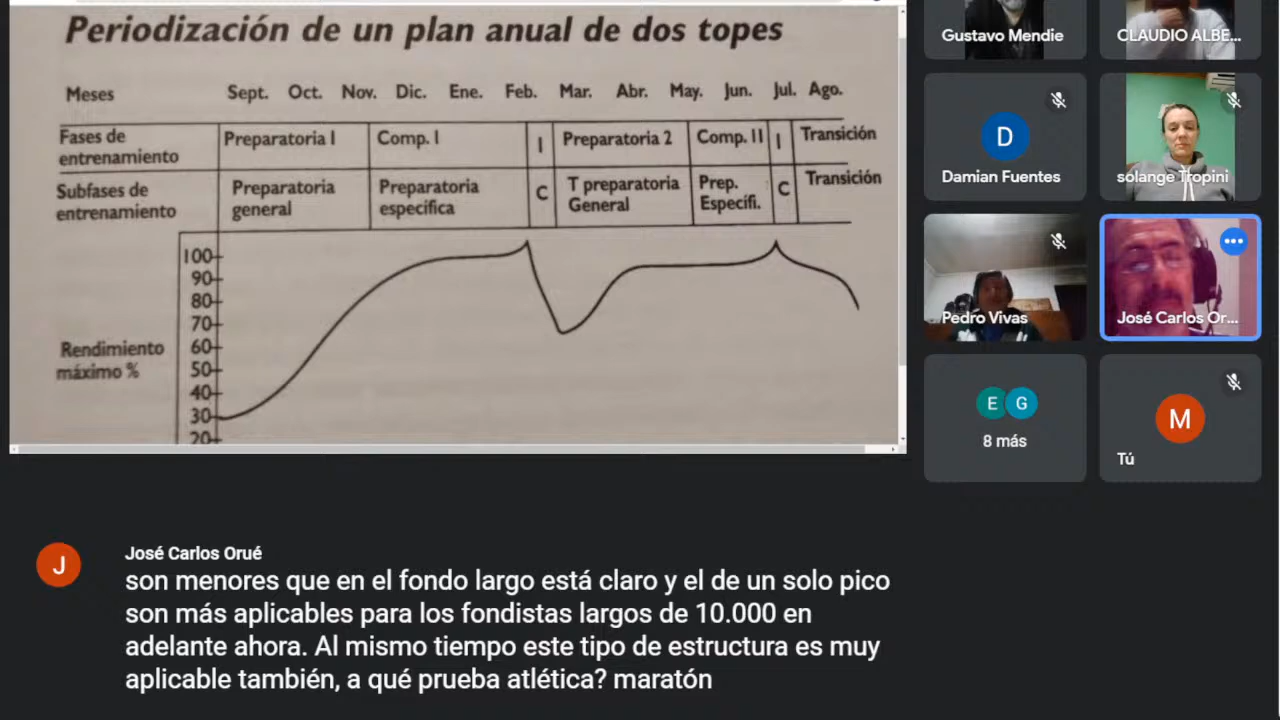 Periodización de un plan anual de dos topes
Meses Sept. Oct. Nov. Dic. Ene. Feb. Mar. Abr. May. Jun. Jul. Ago.
Fases de entrenamiento Preparatoria I Comp. I I Preparatoria 2 Comp. II I Transición
Subfases de entrenamiento Preparatoria general Preparatoria específica C T preparatoria General Prep. Específi. C Transición
100
90
80
70
60
50
40
30
20
Rendimiento
máximo %
Gustavo Mendie
CLAUDIO ALBE...
D
Damian Fuentes
solange Tropini
Pedro Vivas
José Carlos Or...
E G
8 más
M
Tú
J
José Carlos Orué
son menores que en el fondo largo está claro y el de un solo pico
son más aplicables para los fondistas largos de 10.000 en
adelante ahora. Al mismo tiempo este tipo de estructura es muy
aplicable también, a qué prueba atlética? maratón